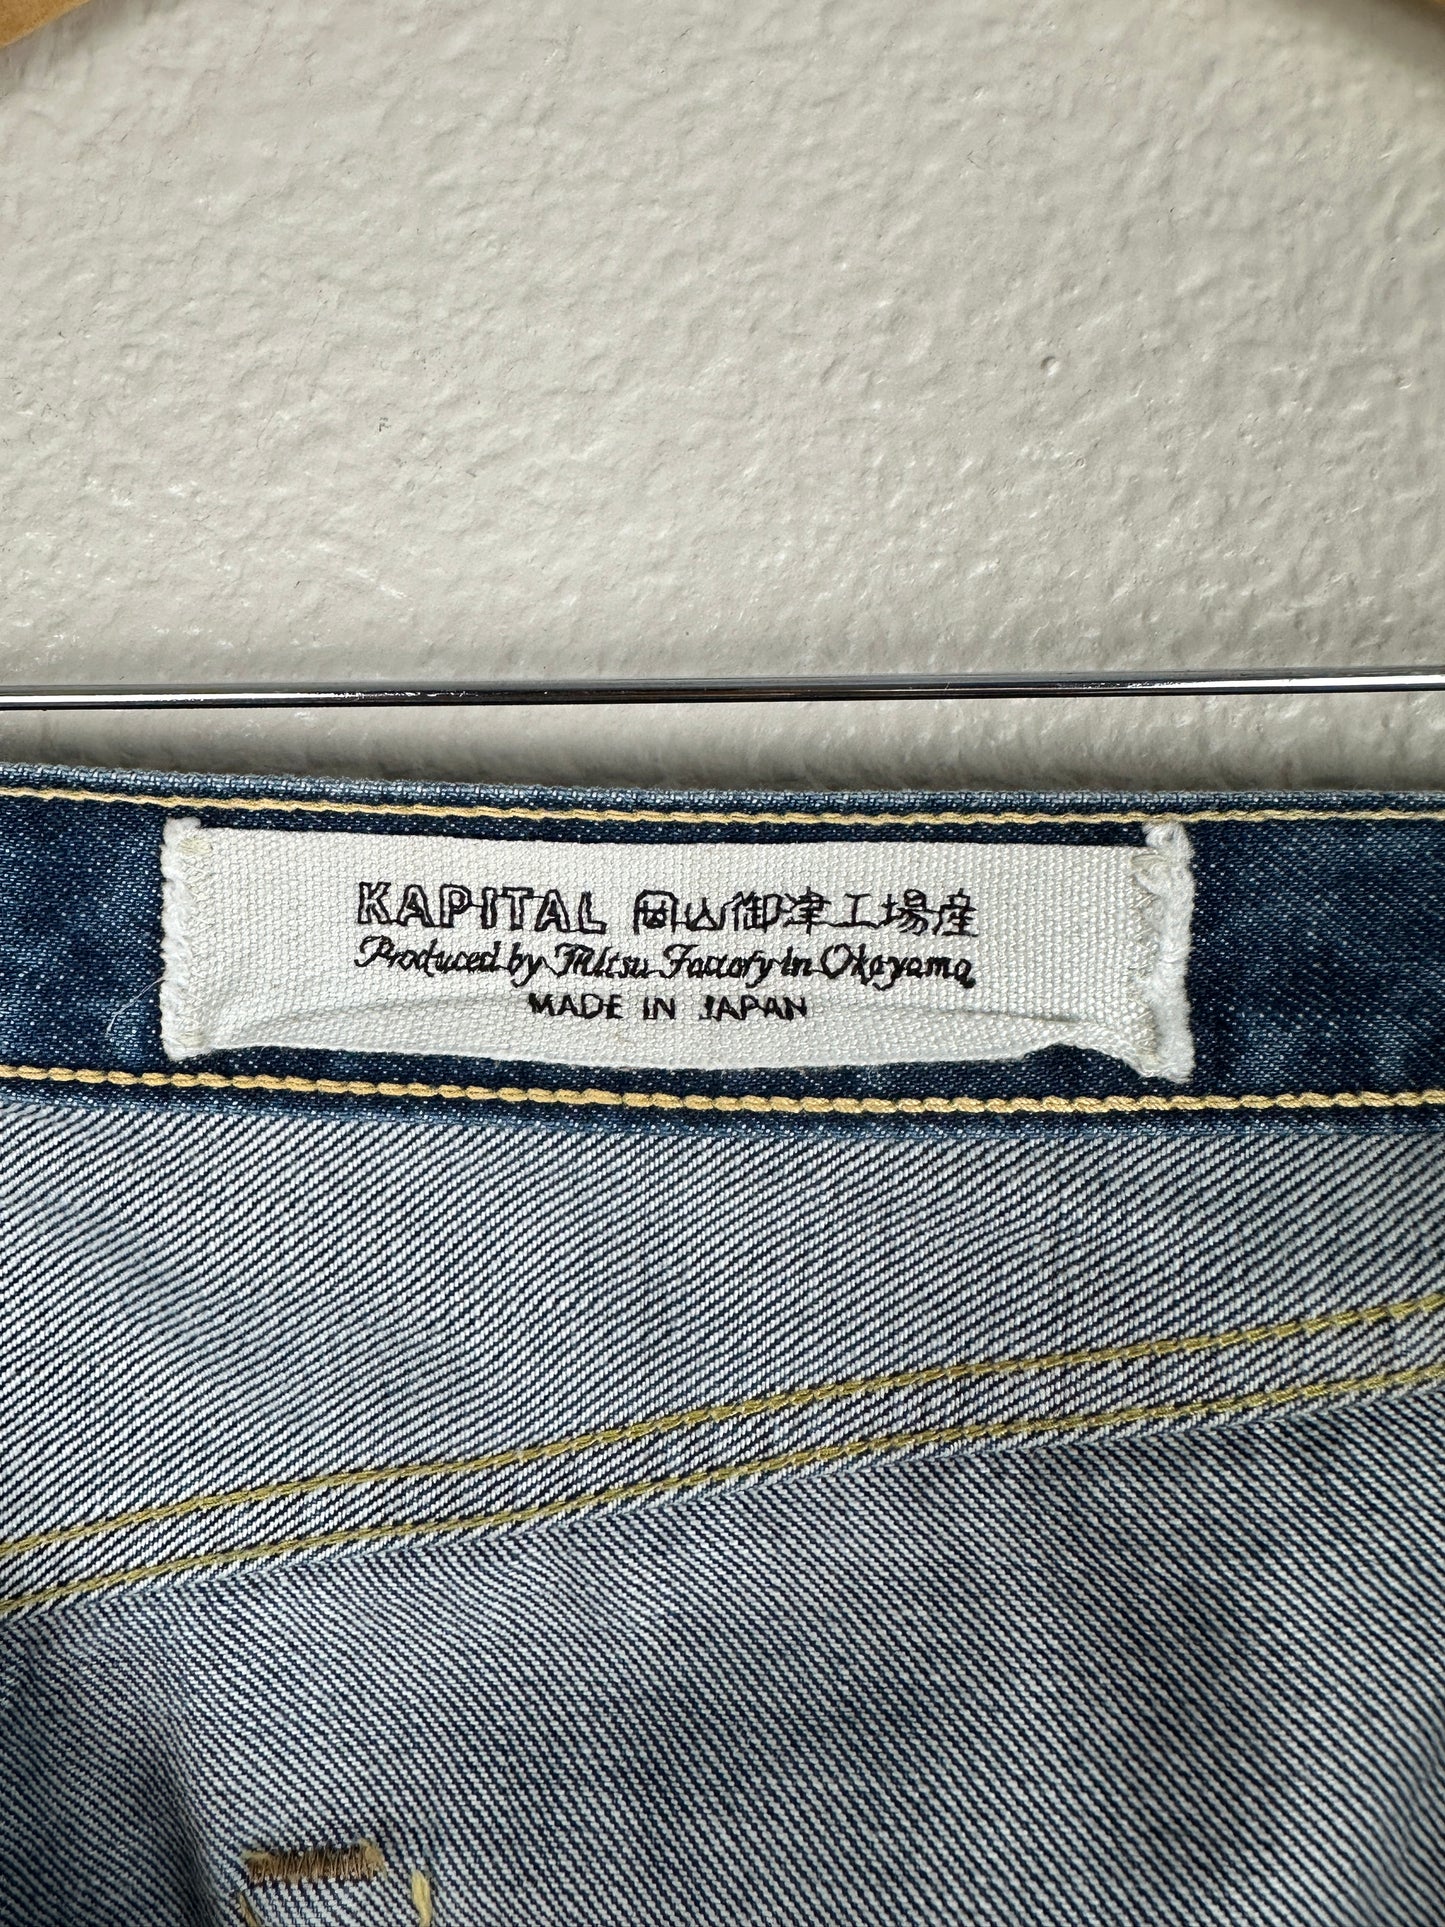 KAPITAL 岡山御津工場産
Produced by Mitsu Factory in Okayama
MADE IN JAPAN